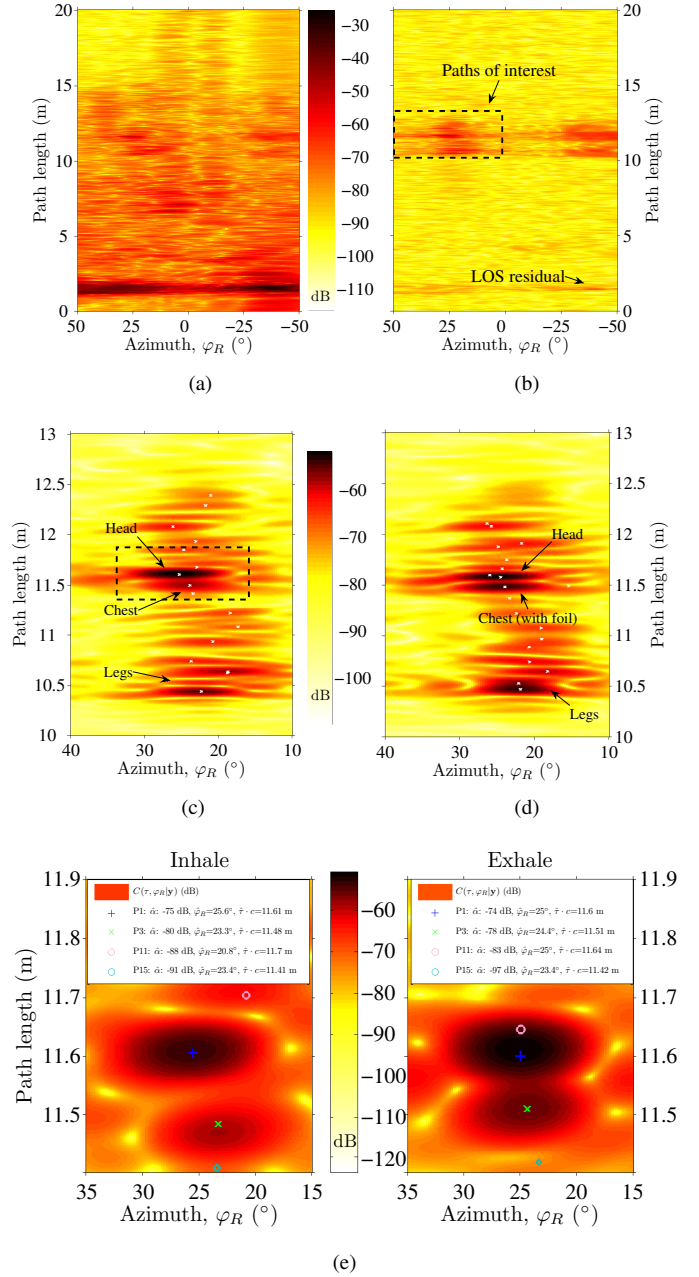 20
15
10
5
0
Path length (m)
50 25 0 −25 −50
Azimuth, φR (°)
−30
−40
−50
−60
−70
−80
−90
−100
−110
dB
(a)
Paths of interest
LOS residual
20
15
10
5
0
Path length (m)
50 25 0 −25 −50
Azimuth, φR (°)
(b)
13
12.5
12
11.5
11
10.5
10
Path length (m)
Head
Chest
Legs
40 30 20 10
Azimuth, φR (°)
−60
−70
−80
−90
−100
dB
(c)
Head
Chest (with foil)
Legs
13
12.5
12
11.5
11
10.5
10
Path length (m)
40 30 20 10
Azimuth, φR (°)
(d)
Inhale
11.9
11.8
11.7
11.6
11.5
Path length (m)
C(τ, φR|y) (dB)
P1: α̂: -75 dB, φ̂R=25.6°, τ̂ · c=11.61 m
P3: α̂: -80 dB, φ̂R=23.3°, τ̂ · c=11.48 m
P11: α̂: -88 dB, φ̂R=20.8°, τ̂ · c=11.7 m
P15: α̂: -91 dB, φ̂R=23.4°, τ̂ · c=11.41 m
35 25 20 15
Azimuth, φR (°)
−60
−70
−80
−90
−100
−110
dB
−120
Exhale
C(τ, φR|y) (dB)
P1: α̂: -74 dB, φ̂R=25°, τ̂ · c=11.6 m
P3: α̂: -78 dB, φ̂R=24.4°, τ̂ · c=11.51 m
P11: α̂: -83 dB, φ̂R=25°, τ̂ · c=11.64 m
P15: α̂: -97 dB, φ̂R=23.4°, τ̂ · c=11.42 m
11.9
11.8
11.7
11.6
11.5
Path length (m)
35 30 25 20 15
Azimuth, φR (°)
(e)